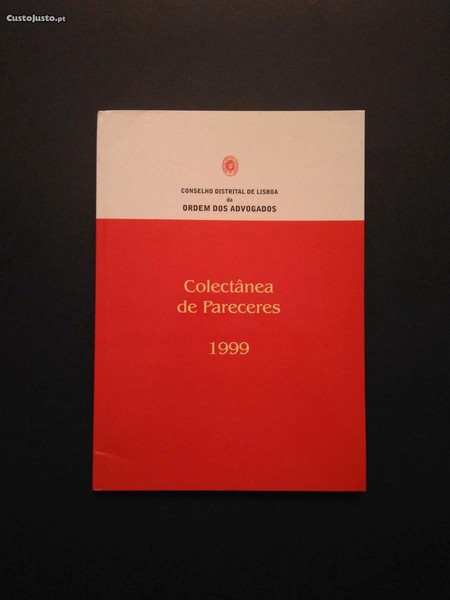 CustoJusto.pt
CONSELHO DISTRITAL DE LISBOA
da
ORDEM DOS ADVOGADOS
Colectânea
de Pareceres
1999